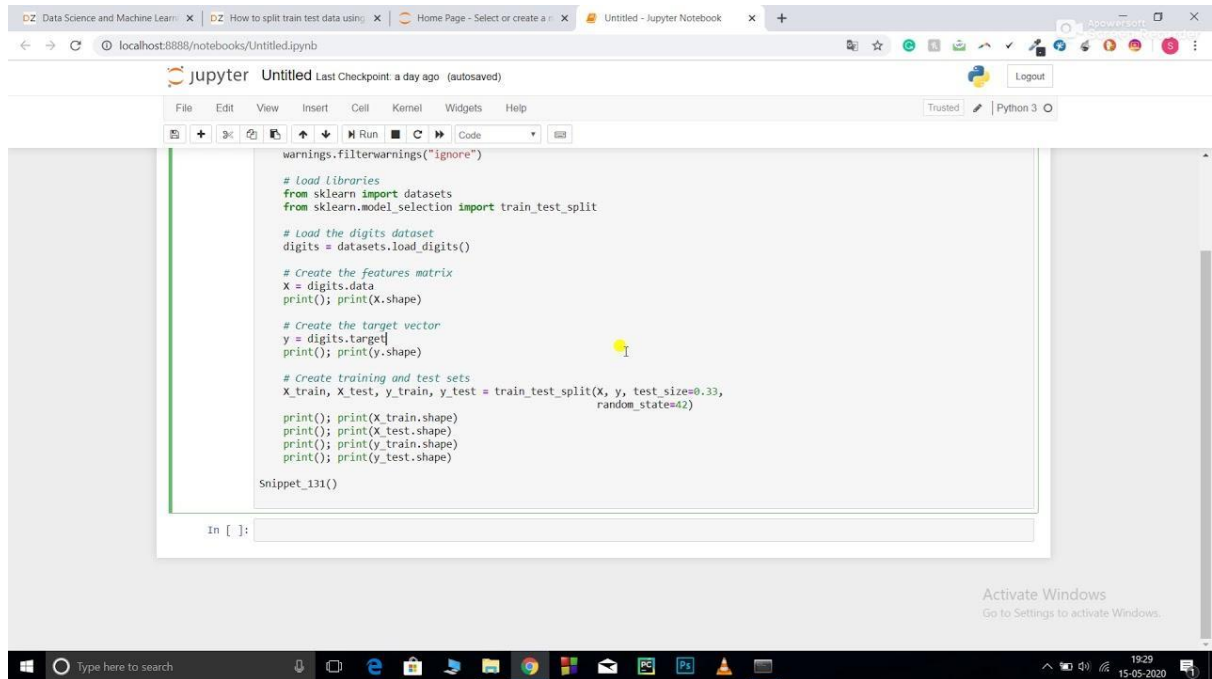 DZ Data Science and Machine Learn
DZ How to split train test data using
Home Page - Select or create a n
Untitled - Jupyter Notebook
Apowersoft
Screen Recorder
localhost:8888/notebooks/Untitled.ipynb
S
jupyter Untitled Last Checkpoint: a day ago (autosaved)
Logout
File Edit View Insert Cell Kernel Widgets Help
Trusted Python 3
Run Code
warnings.filterwarnings("ignore")
# load libraries
from sklearn import datasets
from sklearn.model_selection import train_test_split
# Load the digits dataset
digits = datasets.load_digits()
# Create the features matrix
X = digits.data
print(); print(X.shape)
# Create the target vector
y = digits.target
print(); print(y.shape)
# Create training and test sets
X_train, X_test, y_train, y_test = train_test_split(X, y, test_size=0.33,
random_state=42)
print(); print(X_train.shape)
print(); print(X_test.shape)
print(); print(y_train.shape)
print(); print(y_test.shape)
Snippet_131()
In [ ]:
Activate Windows
Go to Settings to activate Windows.
Type here to search
PC
Ps
19:29
15-05-2020
1